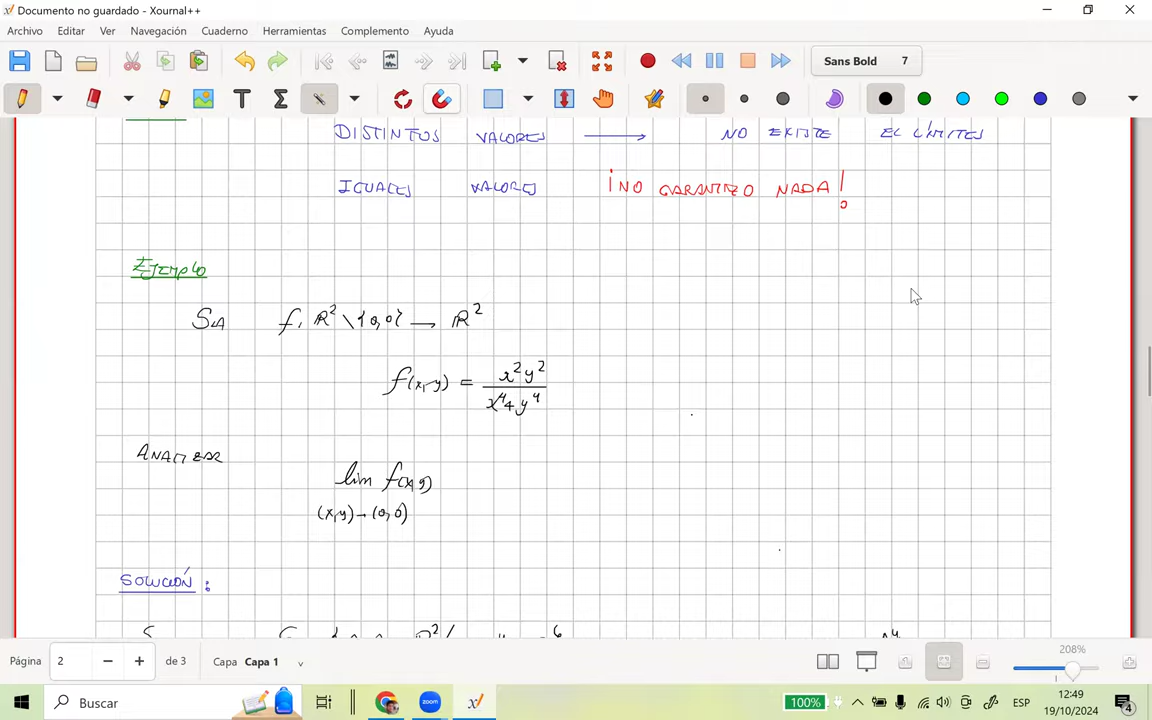 Documento no guardado - Xournal++
Archivo Editar Ver Navegación Cuaderno Herramientas Complemento Ayuda
Sans Bold 7
DISTINTOS VALORES → NO EXISTE EL LÍMITES
IGUALES VALORES ¡NO GARANTIZO NADA!
EJEMPLO
SEA f: ℝ² \ {0,0} → ℝ²
f(x,y) = x²y² / x⁴+y⁴
ANALIZAR lim f(x,y)
(x,y)→(0,0)
SOLUCIÓN:
Página 2 de 3 Capa Capa 1 208%
Buscar
100%
ESP
12:49
19/10/2024
4